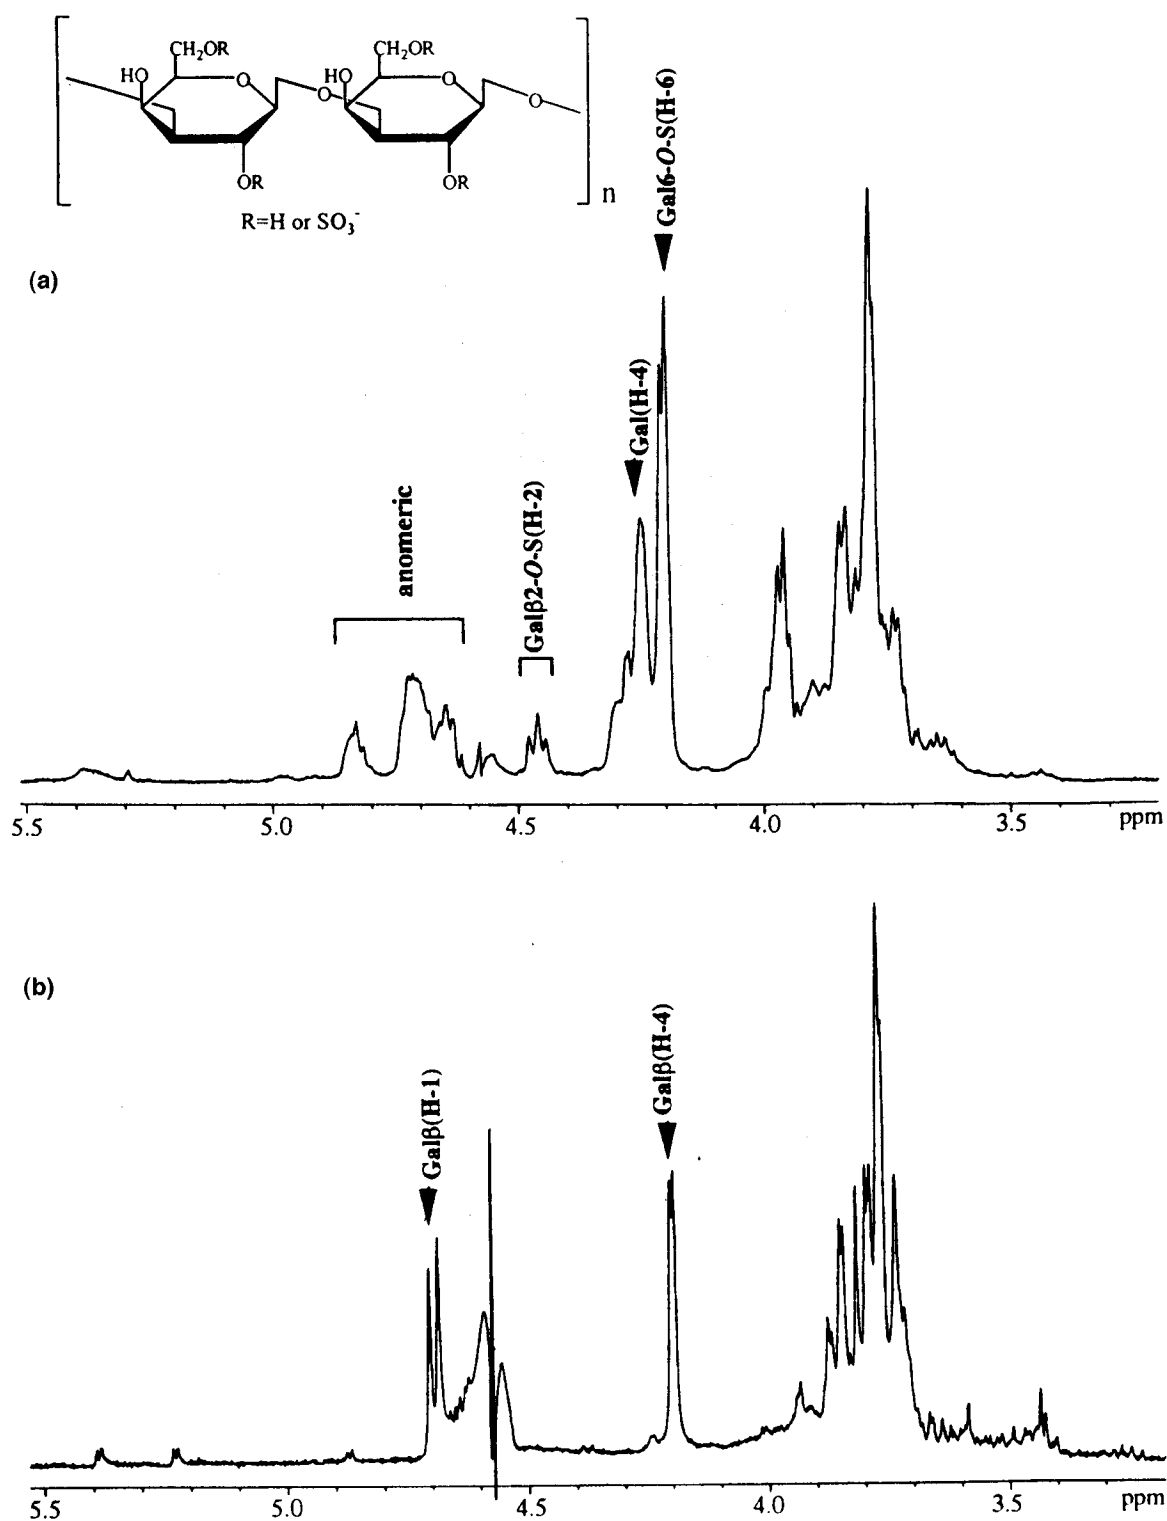 CH₂OR CH₂OR
HO O HO O
O O
OR OR
n
R=H or SO₃⁻
(a)
anomeric
Galβ2-O-S(H-2)
Gal(H-4)
Gal6-O-S(H-6)
5.5 5.0 4.5 4.0 3.5 ppm
(b)
Galβ(H-1)
Galβ(H-4)
5.5 5.0 4.5 4.0 3.5 ppm